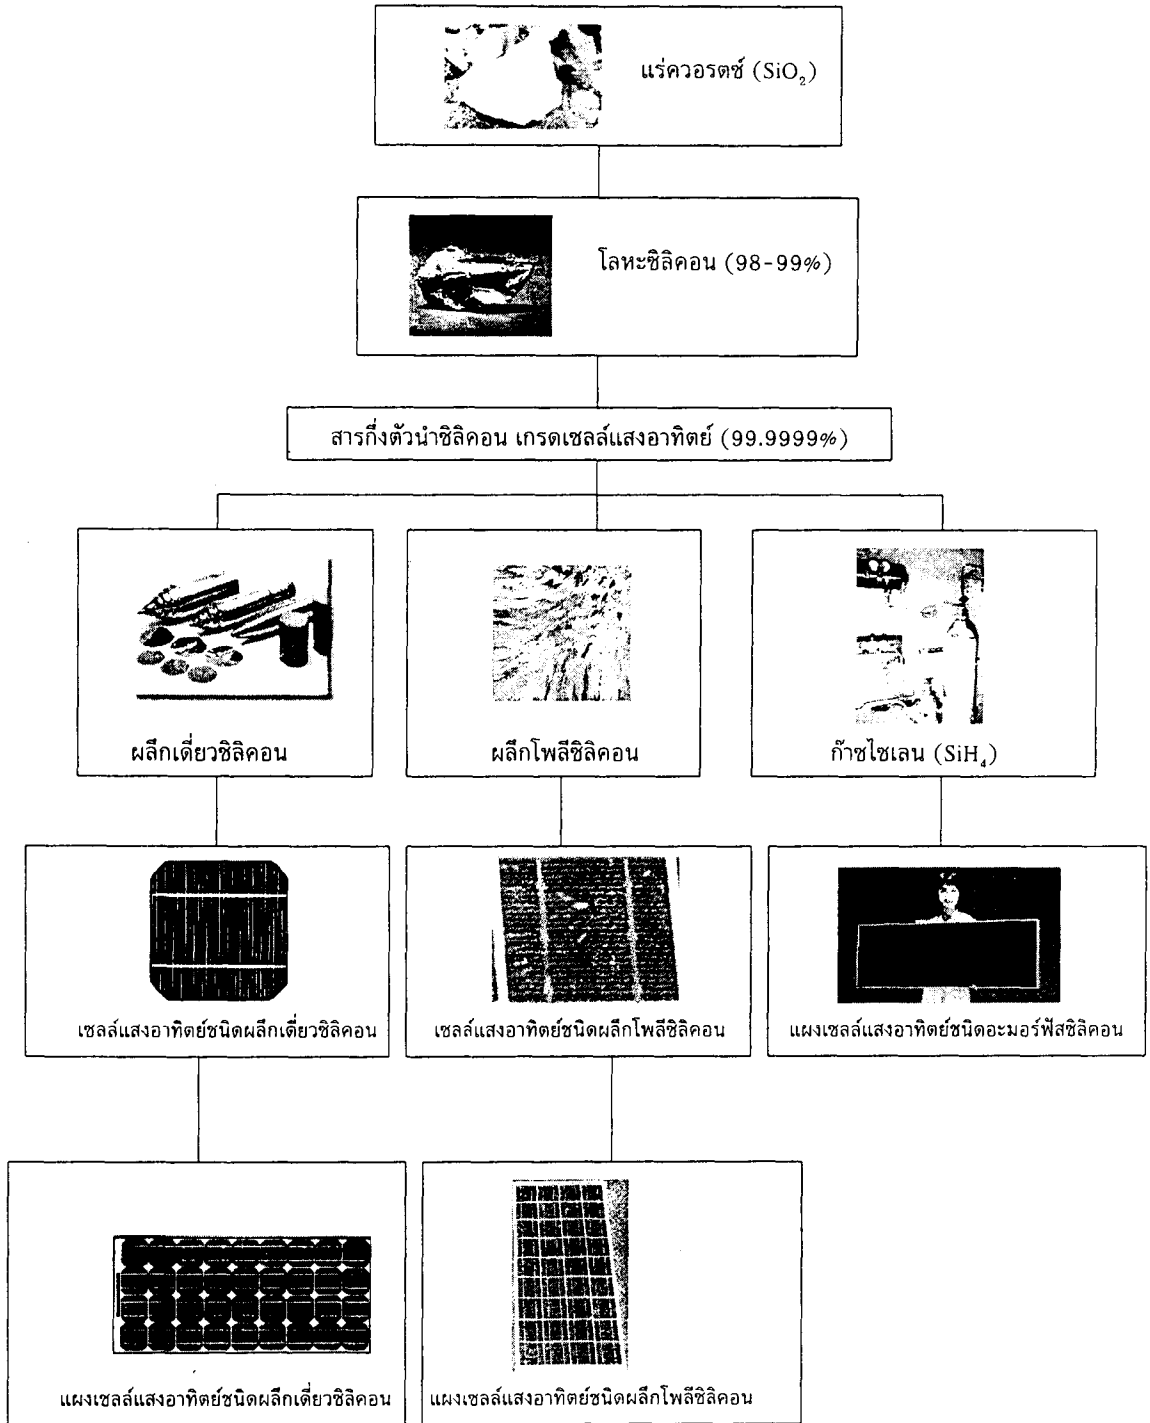 แร่ควอรตซ์ (SiO₂)
โลหะซิลิคอน (98-99%)
สารกึ่งตัวนำซิลิคอน เกรดเซลล์แสงอาทิตย์ (99.9999%)
ผลึกเดี่ยวซิลิคอน
ผลึกโพลีซิลิคอน
ก๊าซไซเลน (SiH₄)
เซลล์แสงอาทิตย์ชนิดผลึกเดี่ยวซิลิคอน
เซลล์แสงอาทิตย์ชนิดผลึกโพลีซิลิคอน
แผงเซลล์แสงอาทิตย์ชนิดอะมอร์ฟัสซิลิคอน
แผงเซลล์แสงอาทิตย์ชนิดผลึกเดี่ยวซิลิคอน
แผงเซลล์แสงอาทิตย์ชนิดผลึกโพลีซิลิคอน